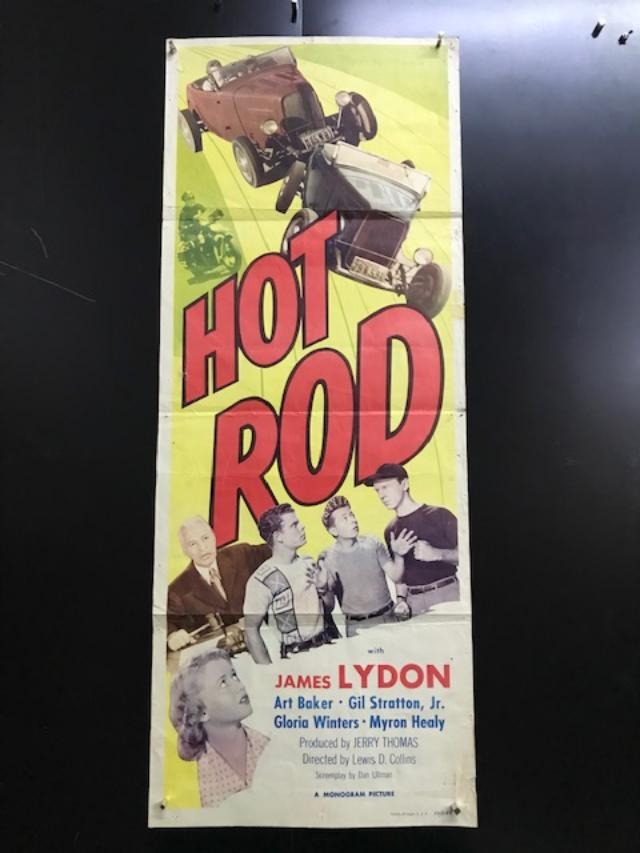 HOT
ROD
with
JAMES LYDON
Art Baker · Gil Stratton, Jr.
Gloria Winters · Myron Healy
Produced by JERRY THOMAS
Directed by Lewis D. Collins
Screenplay by Dan Ullman
A MONOGRAM PICTURE